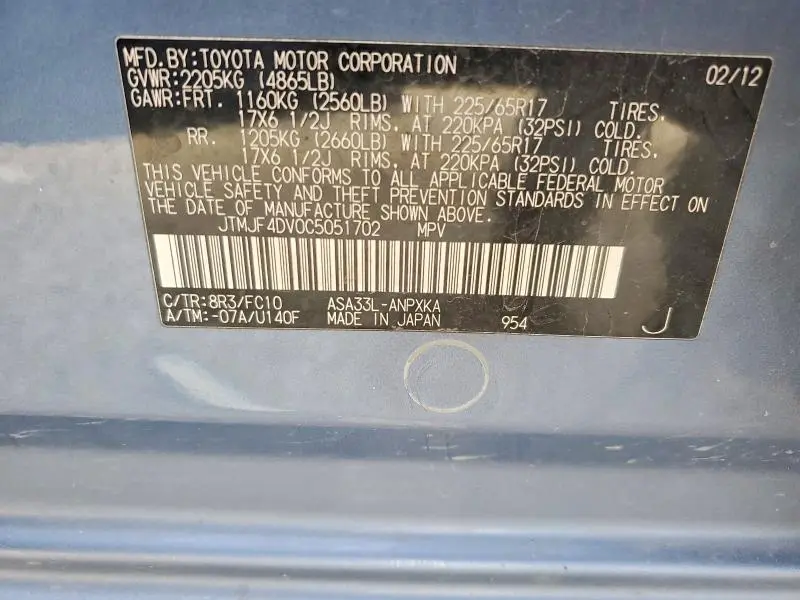 MFD.BY:TOYOTA MOTOR CORPORATION 02/12
GVWR:2205KG (4865LB)
GAWR:FRT. 1160KG (2560LB) WITH 225/65R17 TIRES,
17X6 1/2J RIMS, AT 220KPA (32PSI) COLD.
RR. 1205KG (2660LB) WITH 225/65R17 TIRES,
17X6 1/2J RIMS, AT 220KPA (32PSI) COLD.
THIS VEHICLE CONFORMS TO ALL APPLICABLE FEDERAL MOTOR
VEHICLE SAFETY AND THEFT PREVENTION STANDARDS IN EFFECT ON
THE DATE OF MANUFACTURE SHOWN ABOVE.
JTMJF4DV0C5051702 MPV
C/TR:8R3/FC10 ASA33L-ANPXKA
A/TM:-07A/U140F MADE IN JAPAN 954 J